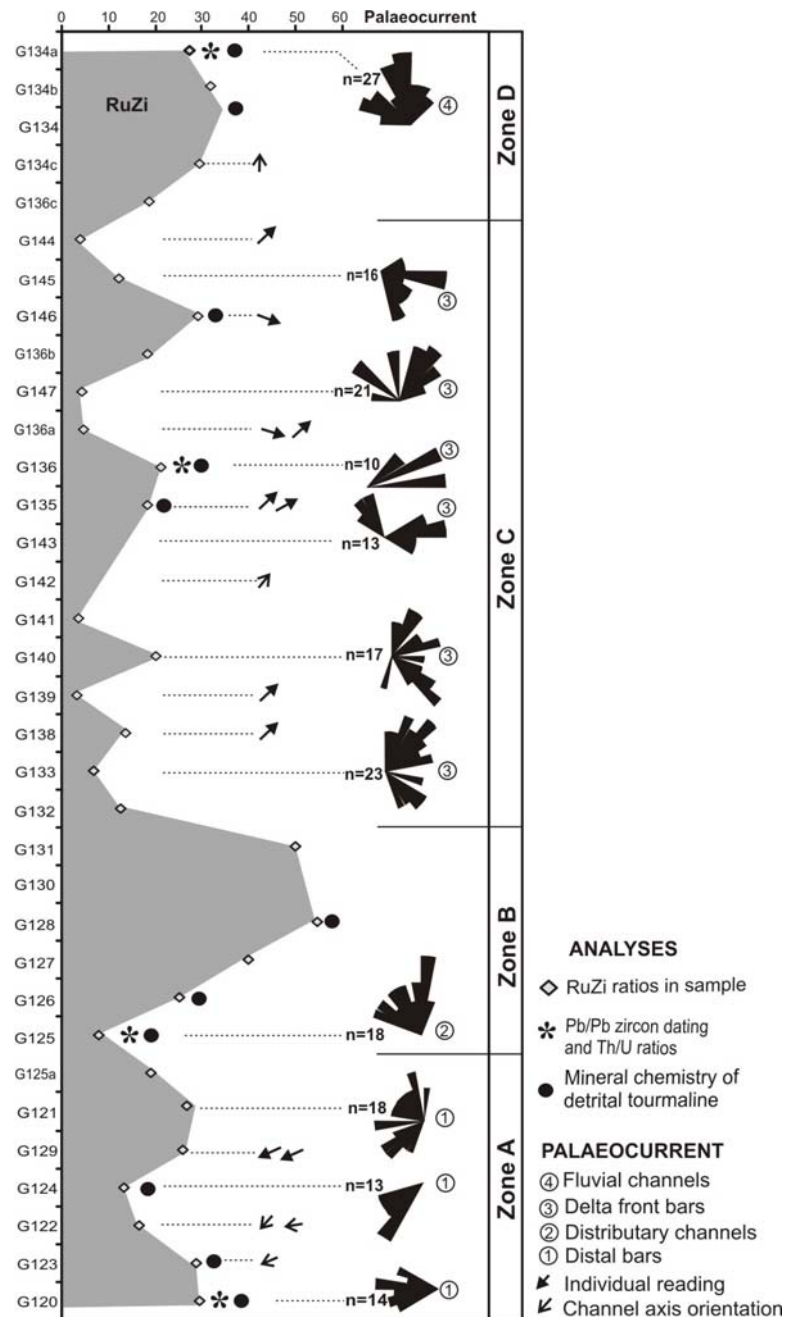 0 10 20 30 40 50 60 Palaeocurrent
G134a
n=27
G134b
④
RuZi
G134
Zone D
G134c
G136c
G144
G145
n=16
③
G146
G136b
G147
n=21
③
G136a
G136
n=10
③
G135
③
G143
n=13
Zone C
G142
G141
G140
n=17
③
G139
G138
G133
n=23
③
G132
G131
G130
G128
G127
Zone B
G126
G125
n=18
②
G125a
G121
n=18
①
G129
Zone A
G124
n=13
①
G122
G123
G120
n=14
①
ANALYSES
RuZi ratios in sample
Pb/Pb zircon dating
and Th/U ratios
Mineral chemistry of
detrital tourmaline
PALAEOCURRENT
④ Fluvial channels
③ Delta front bars
② Distributary channels
① Distal bars
Individual reading
Channel axis orientation